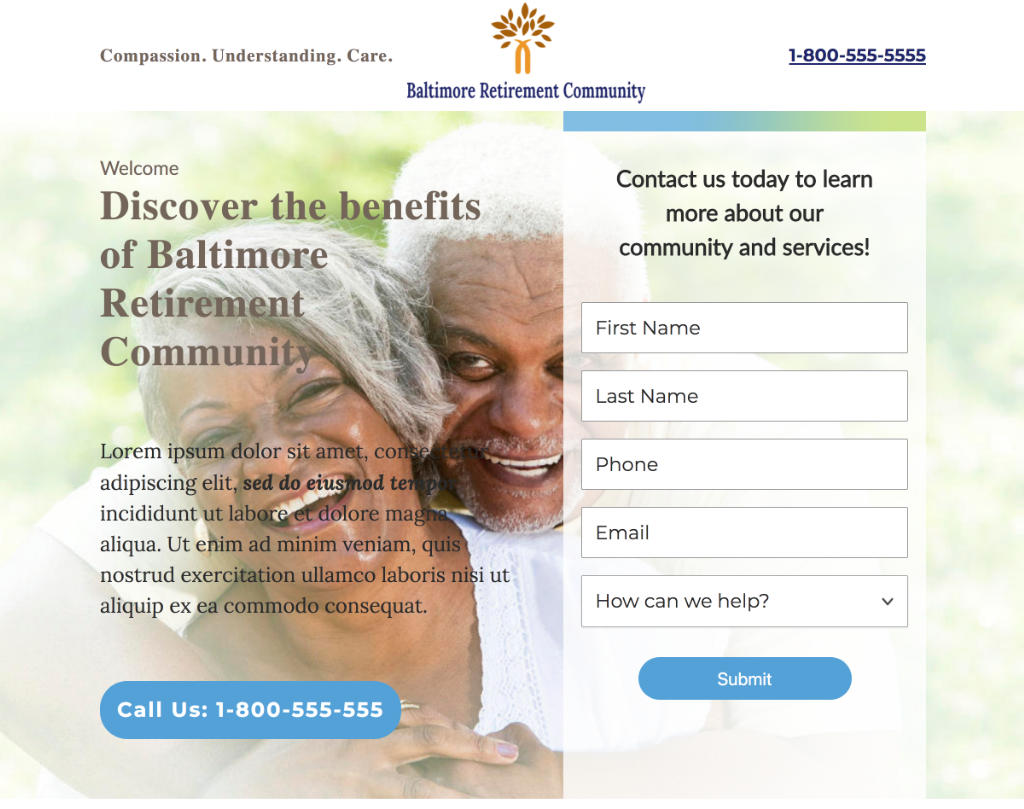 Compassion. Understanding. Care.
Baltimore Retirement Community
1-800-555-5555
Welcome
Discover the benefits
of Baltimore
Retirement
Community
Lorem ipsum dolor sit amet, consectetur
adipiscing elit, sed do eiusmod tempor
incididunt ut labore et dolore magna
aliqua. Ut enim ad minim veniam, quis
nostrud exercitation ullamco laboris nisi ut
aliquip ex ea commodo consequat.
Call Us: 1-800-555-555
Contact us today to learn
more about our
community and services!
First Name
Last Name
Phone
Email
How can we help?
Submit